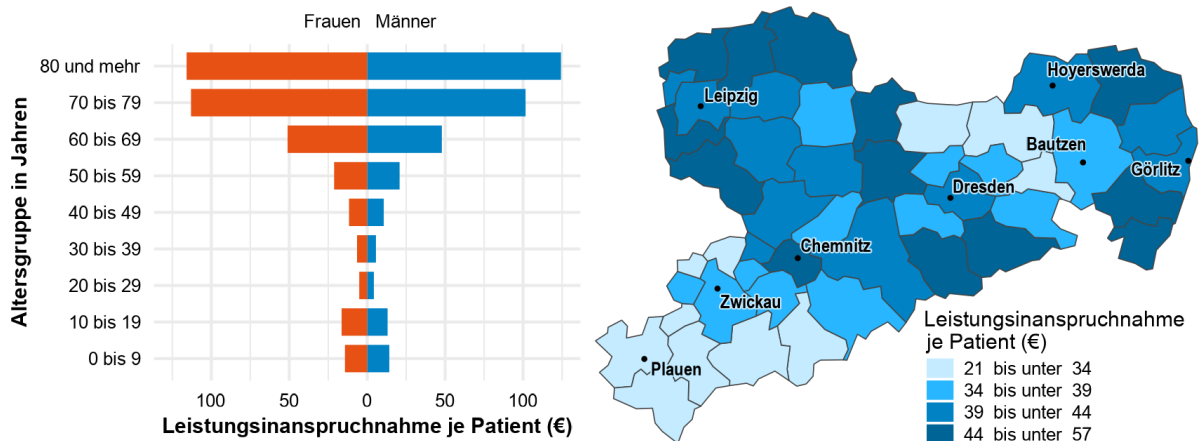 Frauen Männer
Altersgruppe in Jahren
80 und mehr
70 bis 79
60 bis 69
50 bis 59
40 bis 49
30 bis 39
20 bis 29
10 bis 19
0 bis 9
100 50 0 50 100
Leistungsinanspruchnahme je Patient (€)
Hoyerswerda
Leipzig
Bautzen
Görlitz
Dresden
Chemnitz
Zwickau
Plauen
Leistungsinanspruchnahme
je Patient (€)
21 bis unter 34
34 bis unter 39
39 bis unter 44
44 bis unter 57